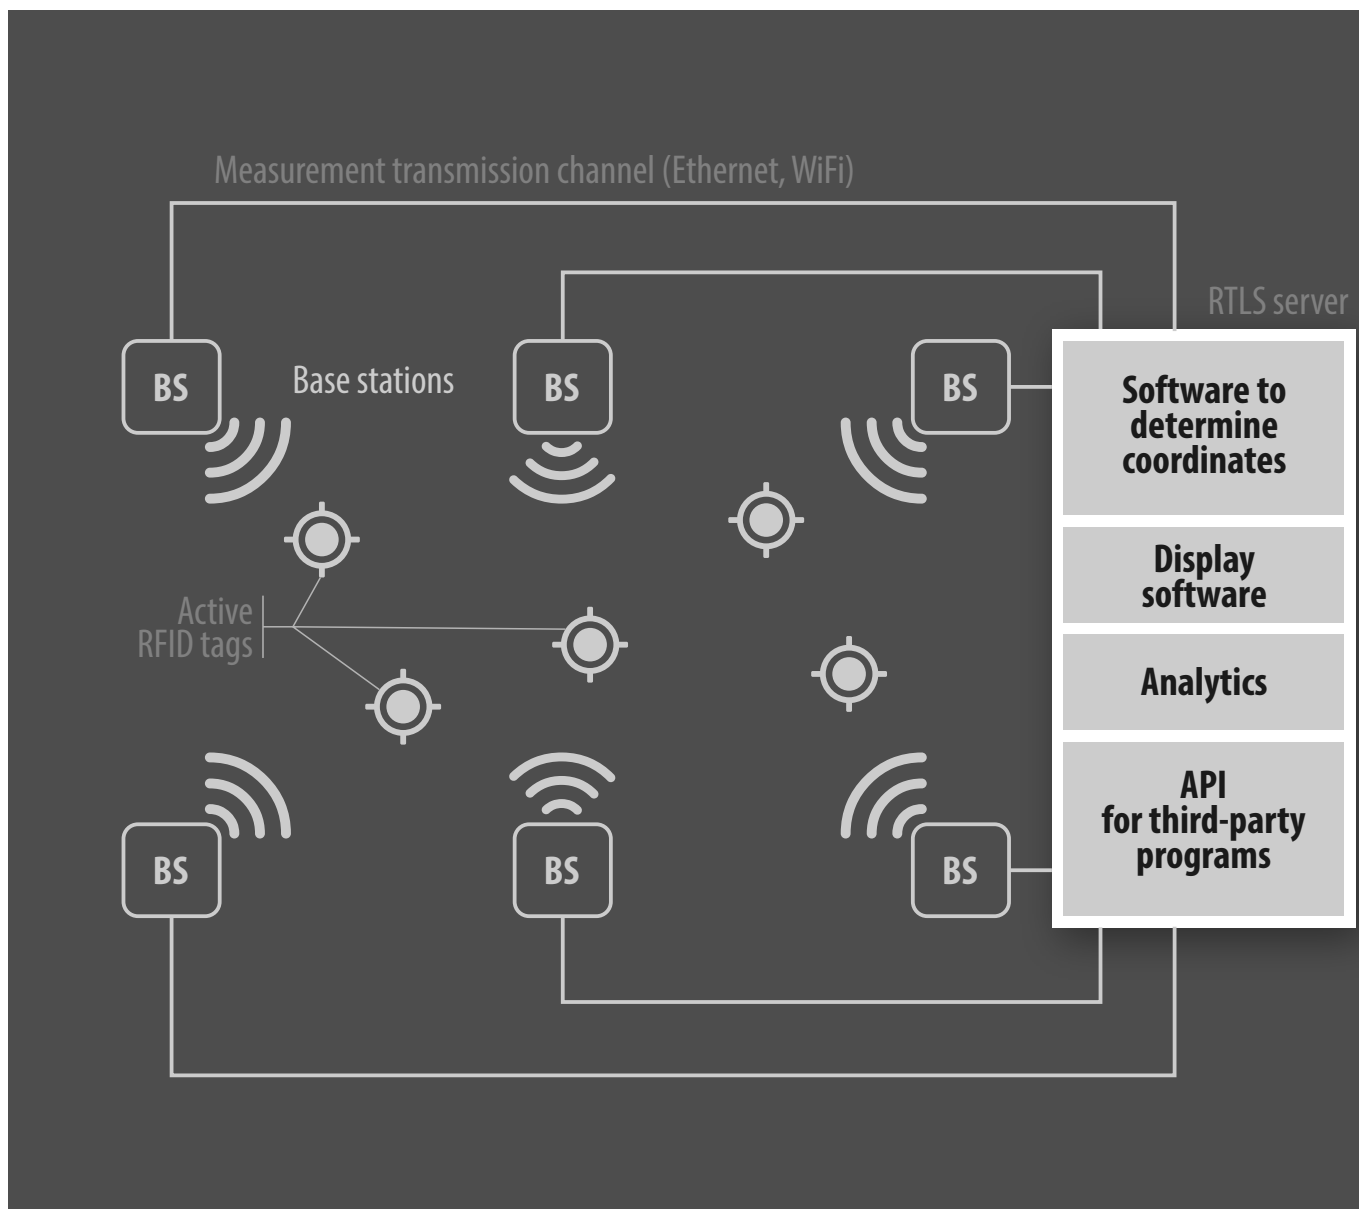 Measurement transmission channel (Ethernet, WiFi)
RTLS server
BS
Base stations
BS
BS
Software to
determine
coordinates
Display
software
Active
RFID tags
Analytics
API
for third-party
programs
BS
BS
BS